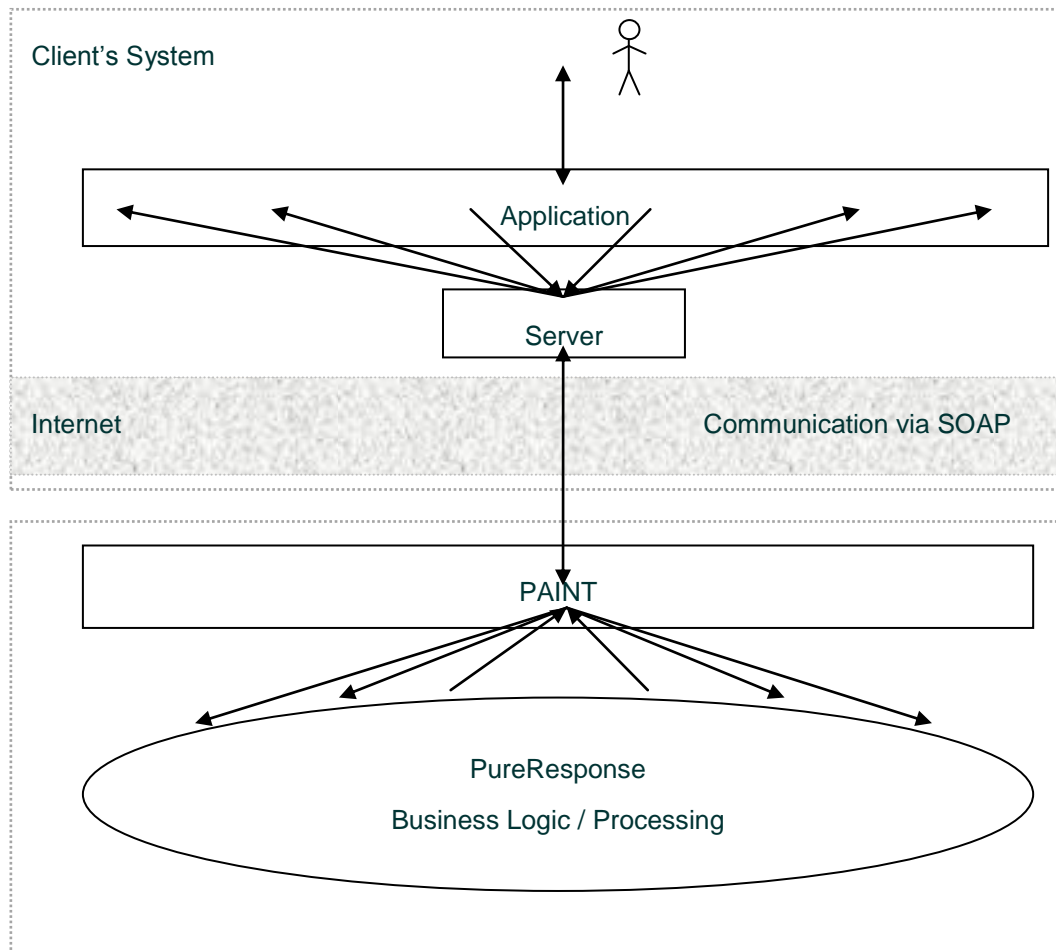 Client’s System
Application
Server
Internet
Communication via SOAP
PAINT
PureResponse
Business Logic / Processing